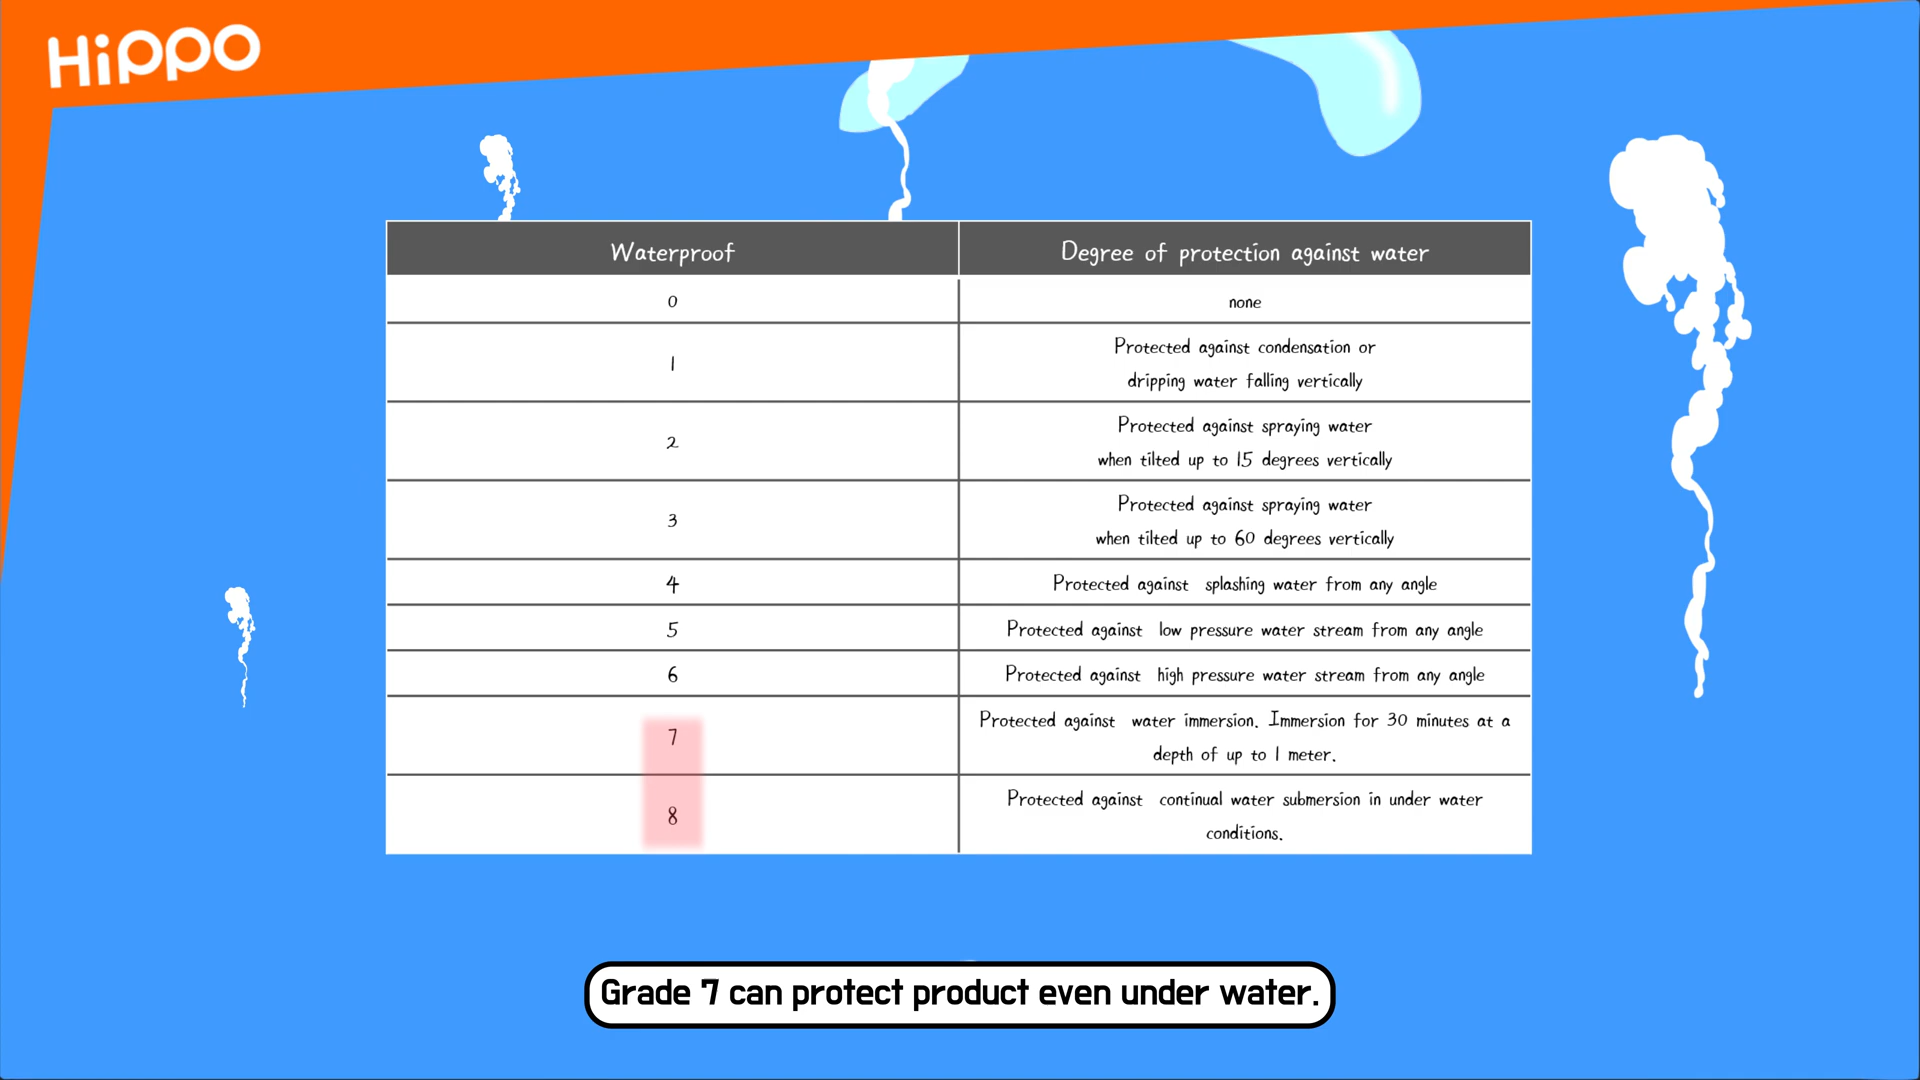 Hippo
Waterproof
Degree of protection against water
0
none
1
Protected against condensation or
dripping water falling vertically
2
Protected against spraying water
when tilted up to 15 degrees vertically
3
Protected against spraying water
when tilted up to 60 degrees vertically
4
Protected against splashing water from any angle
5
Protected against low pressure water stream from any angle
6
Protected against high pressure water stream from any angle
7
Protected against water immersion. Immersion for 30 minutes at a
depth of up to 1 meter.
8
Protected against continual water submersion in under water
conditions.
Grade 7 can protect product even under water.